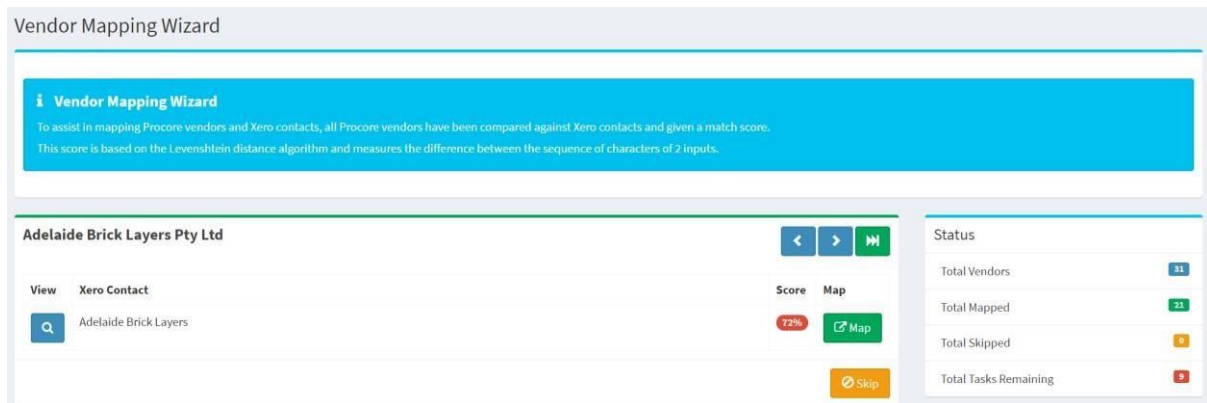 Vendor Mapping Wizard
i Vendor Mapping Wizard
To assist in mapping Procore vendors and Xero contacts, all Procore vendors have been compared against Xero contacts and given a match score.
This score is based on the Levenshtein distance algorithm and measures the difference between the sequence of characters of 2 inputs.
Adelaide Brick Layers Pty Ltd
View Xero Contact Score Map
Adelaide Brick Layers 72% Map
Skip
Status
Total Vendors 31
Total Mapped 21
Total Skipped 0
Total Tasks Remaining 9